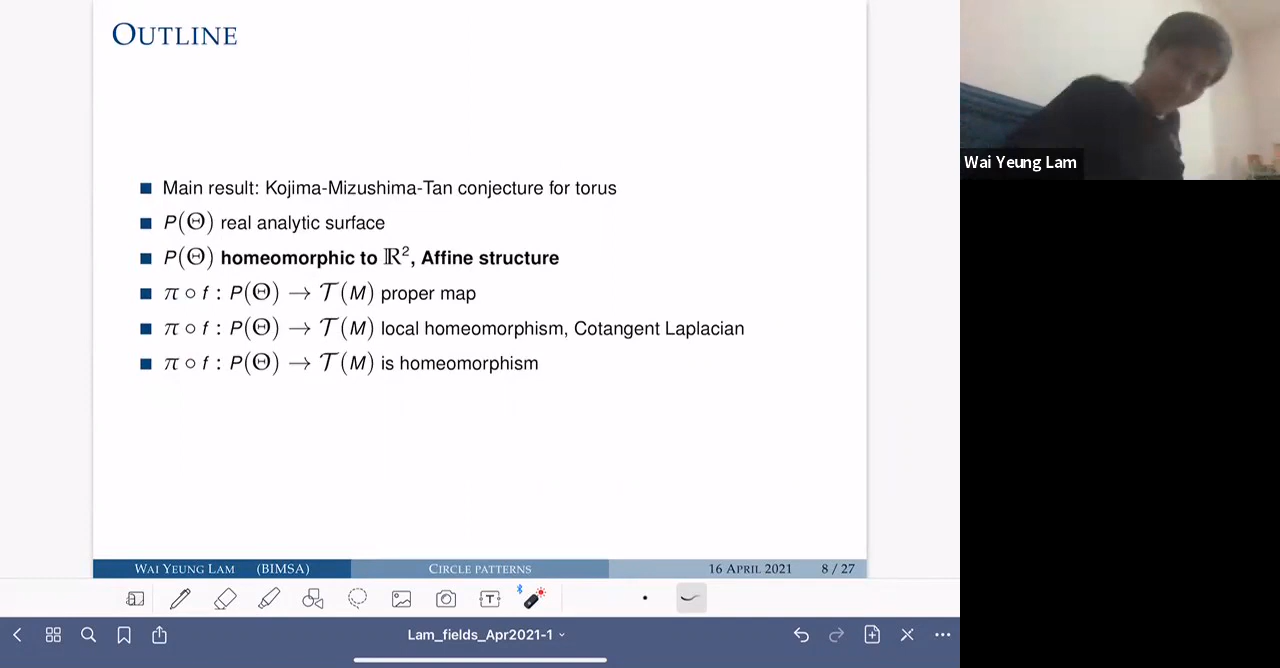 OUTLINE
Wai Yeung Lam
Main result: Kojima-Mizushima-Tan conjecture for torus
P(Θ) real analytic surface
P(Θ) homeomorphic to ℝ², Affine structure
π ∘ f : P(Θ) → 𝒯(M) proper map
π ∘ f : P(Θ) → 𝒯(M) local homeomorphism, Cotangent Laplacian
π ∘ f : P(Θ) → 𝒯(M) is homeomorphism
WAI YEUNG LAM (BIMSA) CIRCLE PATTERNS 16 APRIL 2021 8 / 27
T
Lam_fields_Apr2021-1